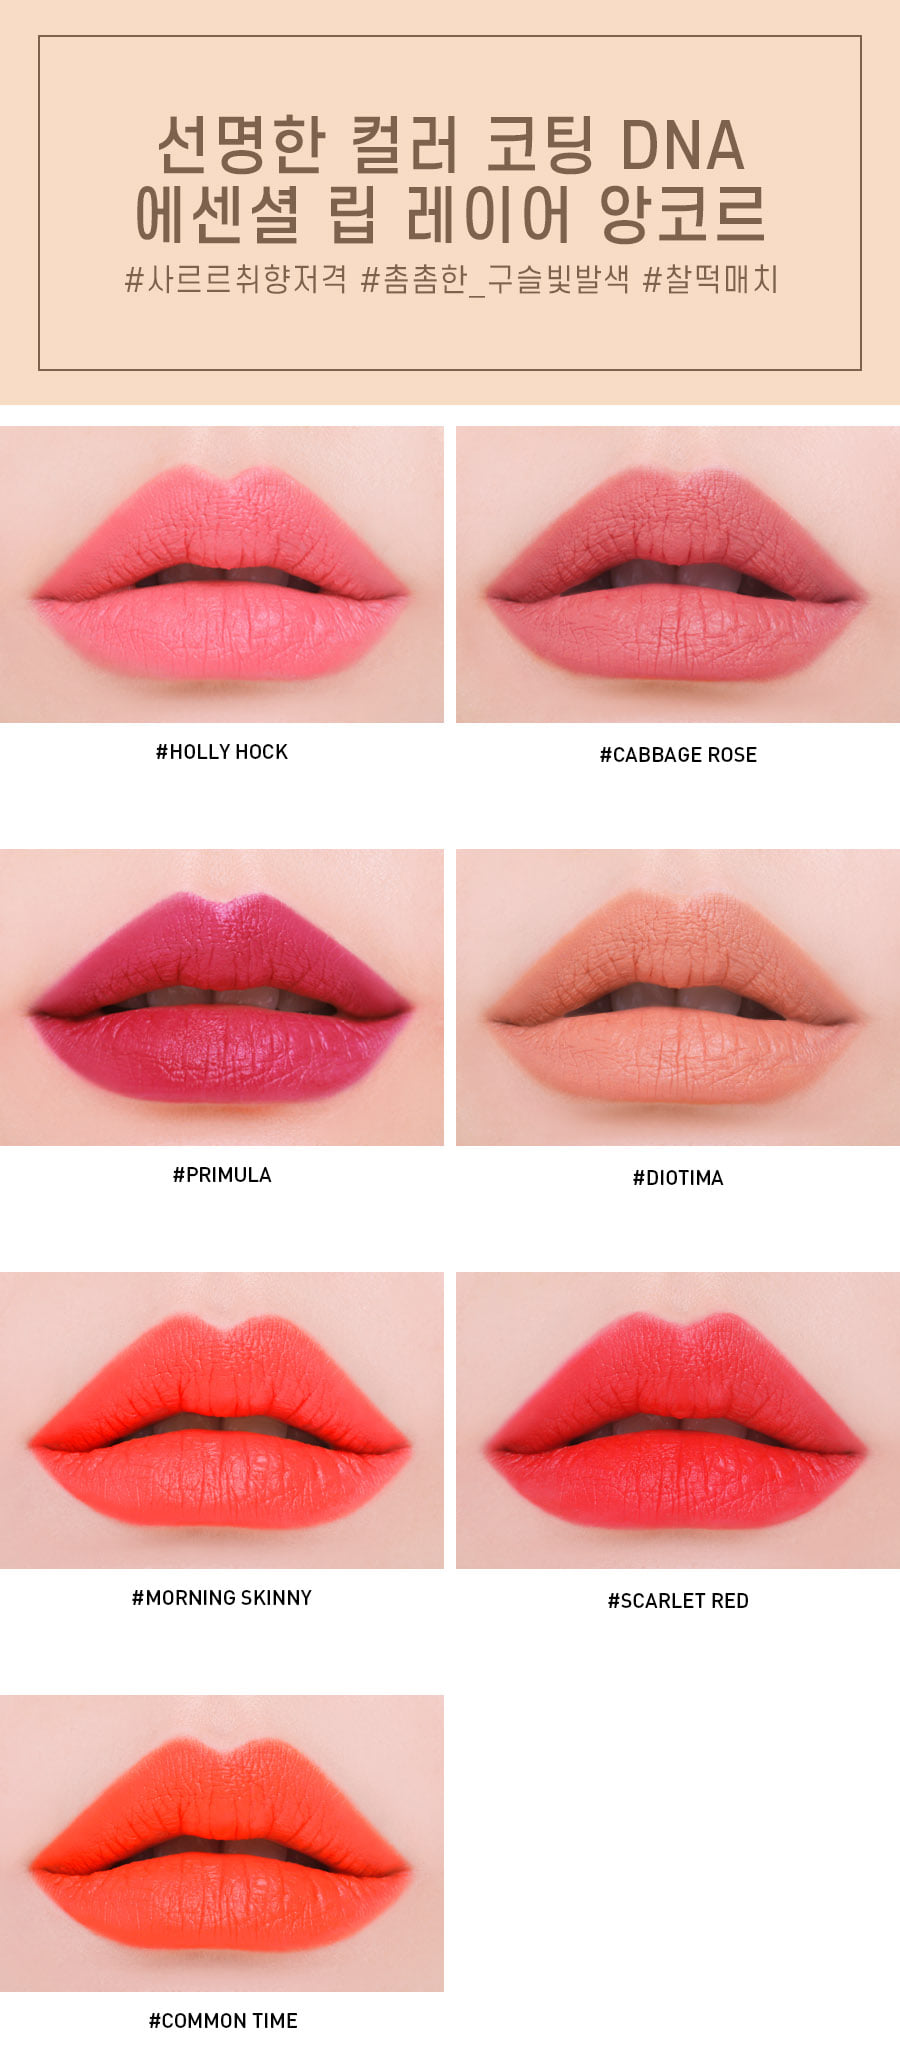 선명한 컬러 코팅 DNA
에센셜 립 레이어 앙코르
#사르르취향저격 #촘촘한_구슬빛발색 #찰떡매치
#HOLLY HOCK
#CABBAGE ROSE
#PRIMULA
#DIOTIMA
#MORNING SKINNY
#SCARLET RED
#COMMON TIME